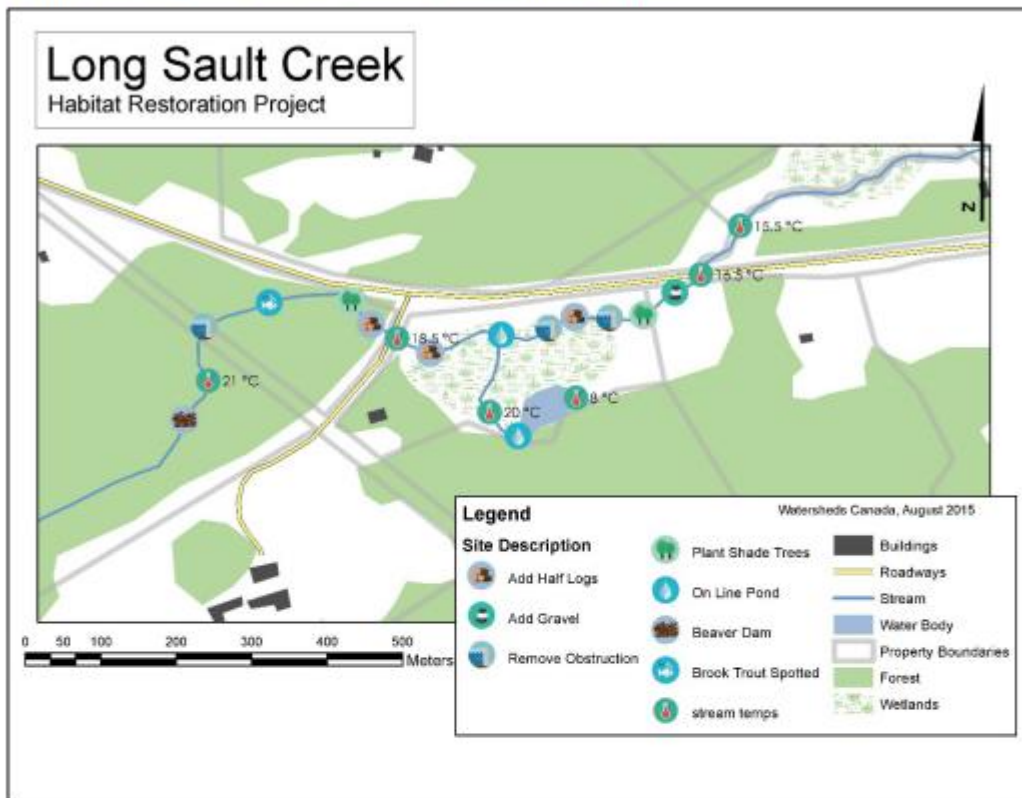 Long Sault Creek
Habitat Restoration Project
N
15.5 °C
16.5 °C
18.5 °C
21 °C
20 °C
8 °C
0 50 100 200 300 400 500
Meters
Legend
Watersheds Canada, August 2015
Site Description
Add Half Logs
Add Gravel
Remove Obstruction
Plant Shade Trees
On Line Pond
Beaver Dam
Brook Trout Spotted
stream temps
Buildings
Roadways
Stream
Water Body
Property Boundaries
Forest
Wetlands